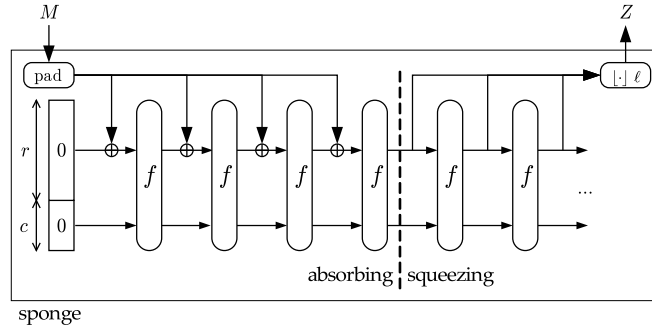 M Z
pad ⌊·⌋ ℓ
r 0
f f f f f f
c 0
...
absorbing squeezing
sponge